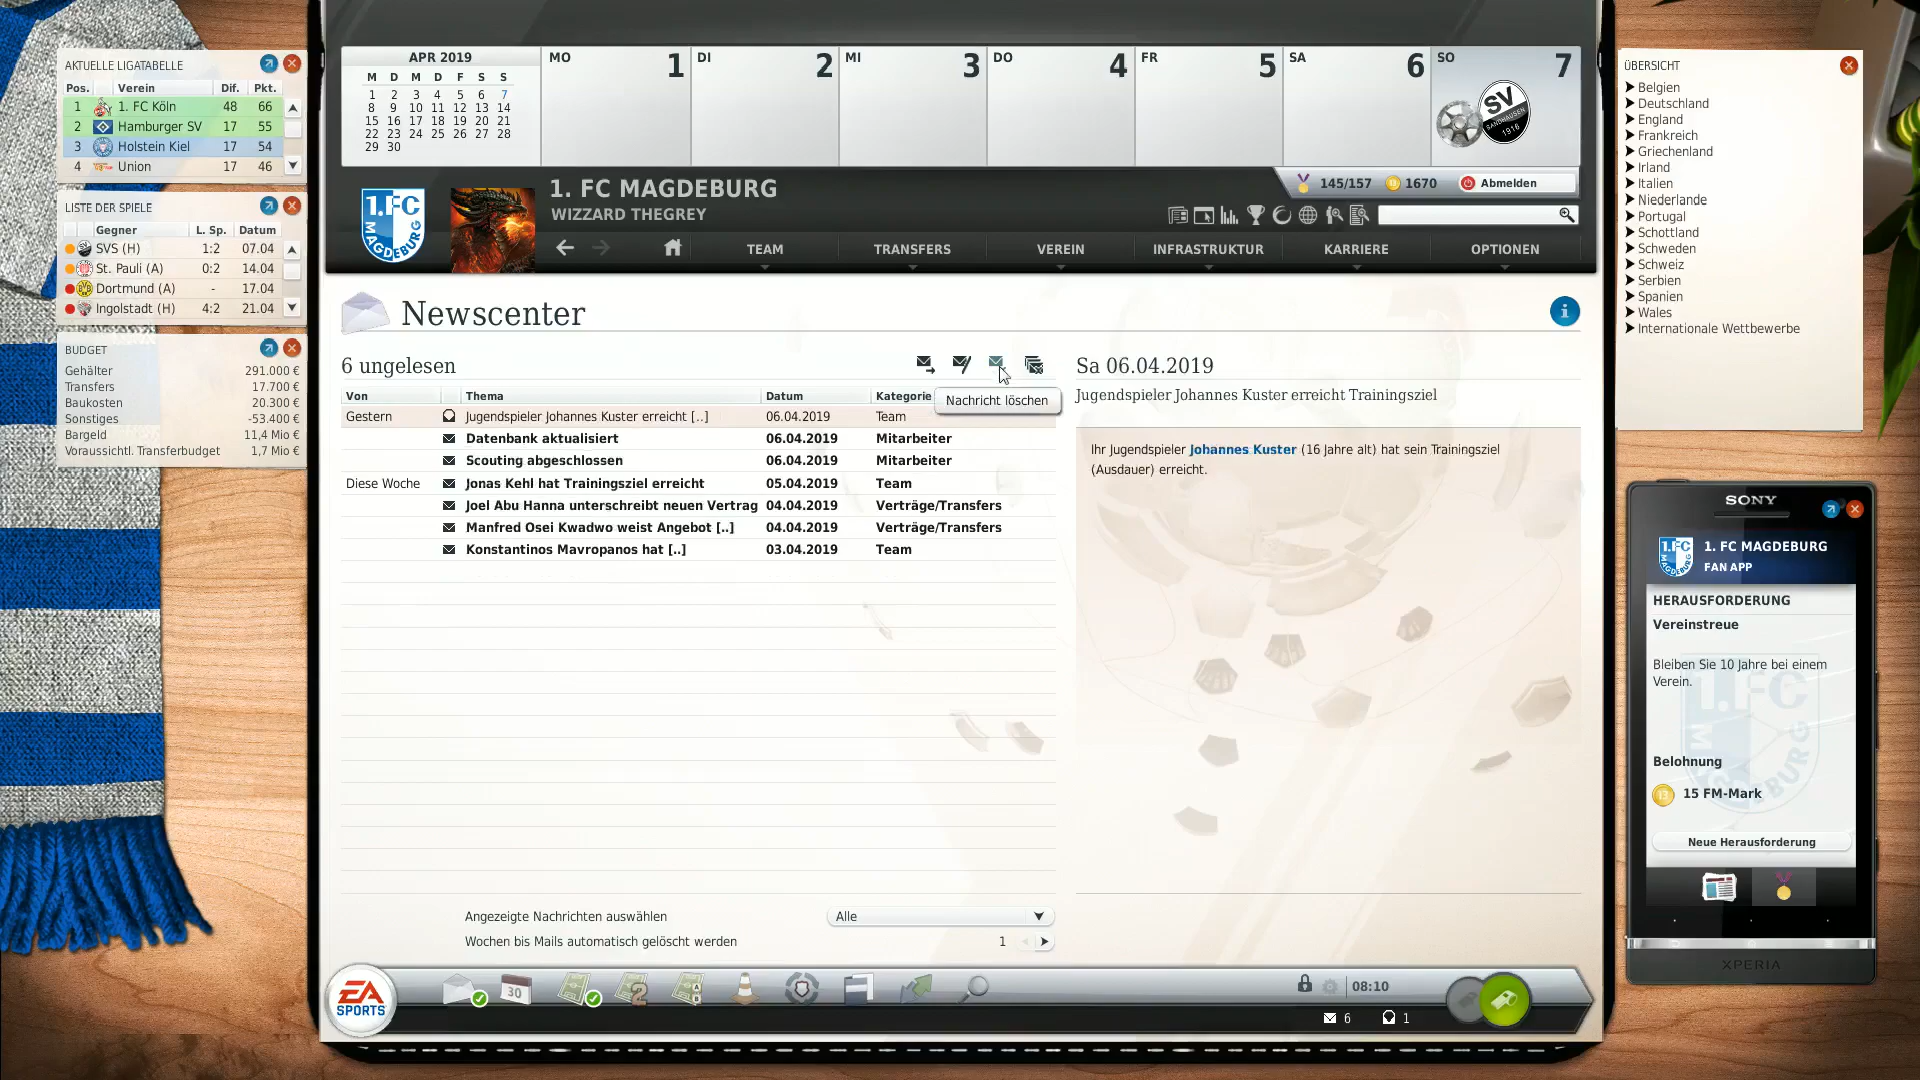 AKTUELLE LIGATABELLE
Pos. Verein Dif. Pkt.
1 1. FC Köln 48 66
2 Hamburger SV 17 55
3 Holstein Kiel 17 54
4 Union 17 46
LISTE DER SPIELE
Gegner L. Sp. Datum
SVS (H) 1:2 07.04
St. Pauli (A) 0:2 14.04
Dortmund (A) - 17.04
Ingolstadt (H) 4:2 21.04
BUDGET
Gehälter 291.000 €
Transfers 17.700 €
Baukosten 20.300 €
Sonstiges -53.400 €
Bargeld 11,4 Mio €
Voraussichtl. Transferbudget 1,7 Mio €
APR 2019
M D M D F S S
1 2 3 4 5 6 7
8 9 10 11 12 13 14
15 16 17 18 19 20 21
22 23 24 25 26 27 28
29 30
MO 1 DI 2 MI 3 DO 4 FR 5 SA 6 SO 7
SV
SANDHAUSEN
1916
1.FC
MAGDEBURG
1. FC MAGDEBURG
WIZZARD THEGREY
145/157 1670 Abmelden
TEAM TRANSFERS VEREIN INFRASTRUKTUR KARRIERE OPTIONEN
Newscenter
6 ungelesen
Von Thema Datum Kategorie
Nachricht löschen
Gestern Jugendspieler Johannes Kuster erreicht [..] 06.04.2019 Team
Datenbank aktualisiert 06.04.2019 Mitarbeiter
Scouting abgeschlossen 06.04.2019 Mitarbeiter
Diese Woche Jonas Kehl hat Trainingsziel erreicht 05.04.2019 Team
Joel Abu Hanna unterschreibt neuen Vertrag 04.04.2019 Verträge/Transfers
Manfred Osei Kwadwo weist Angebot [..] 04.04.2019 Verträge/Transfers
Konstantinos Mavropanos hat [..] 03.04.2019 Team
Angezeigte Nachrichten auswählen Alle
Wochen bis Mails automatisch gelöscht werden 1
Sa 06.04.2019
Jugendspieler Johannes Kuster erreicht Trainingsziel
Ihr Jugendspieler Johannes Kuster (16 Jahre alt) hat sein Trainingsziel
(Ausdauer) erreicht.
EA
SPORTS
30
2
08:10
6 1
ÜBERSICHT
Belgien
Deutschland
England
Frankreich
Griechenland
Irland
Italien
Niederlande
Portugal
Schottland
Schweden
Schweiz
Serbien
Spanien
Wales
Internationale Wettbewerbe
SONY
1.FC
MAGDEBURG
1. FC MAGDEBURG
FAN APP
HERAUSFORDERUNG
Vereinstreue
Bleiben Sie 10 Jahre bei einem
Verein.
Belohnung
15 FM-Mark
Neue Herausforderung
XPERIA